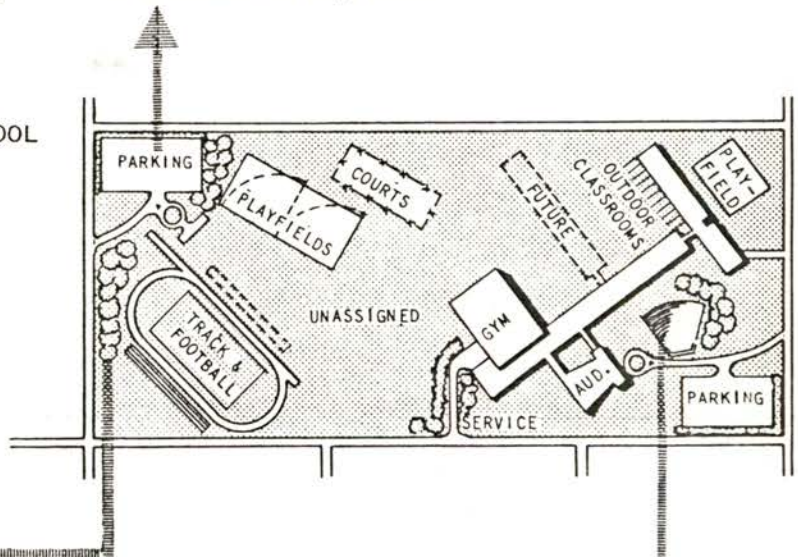 OOL
PARKING
PLAYFIELDS
COURTS
FUTURE
OUTDOOR
CLASSROOMS
PLAY-
FIELD
TRACK &
FOOTBALL
UNASSIGNED
GYM
AUD.
PARKING
SERVICE